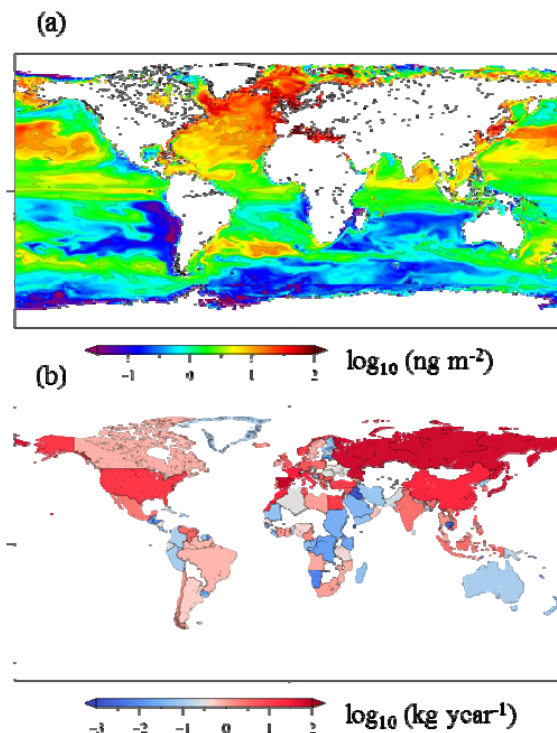 (a)
-1 0 1 2 log₁₀ (ng m⁻²)
(b)
-3 -2 -1 0 1 2 log₁₀ (kg year⁻¹)